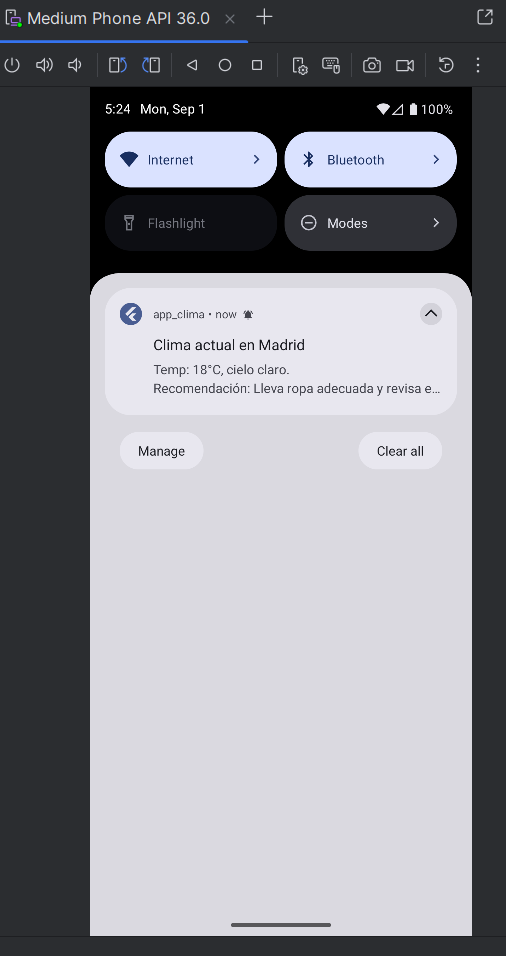 Medium Phone API 36.0
5:24 Mon, Sep 1
100%
Internet
Bluetooth
Flashlight
Modes
app_clima • now
Clima actual en Madrid
Temp: 18°C, cielo claro.
Recomendación: Lleva ropa adecuada y revisa e…
Manage
Clear all